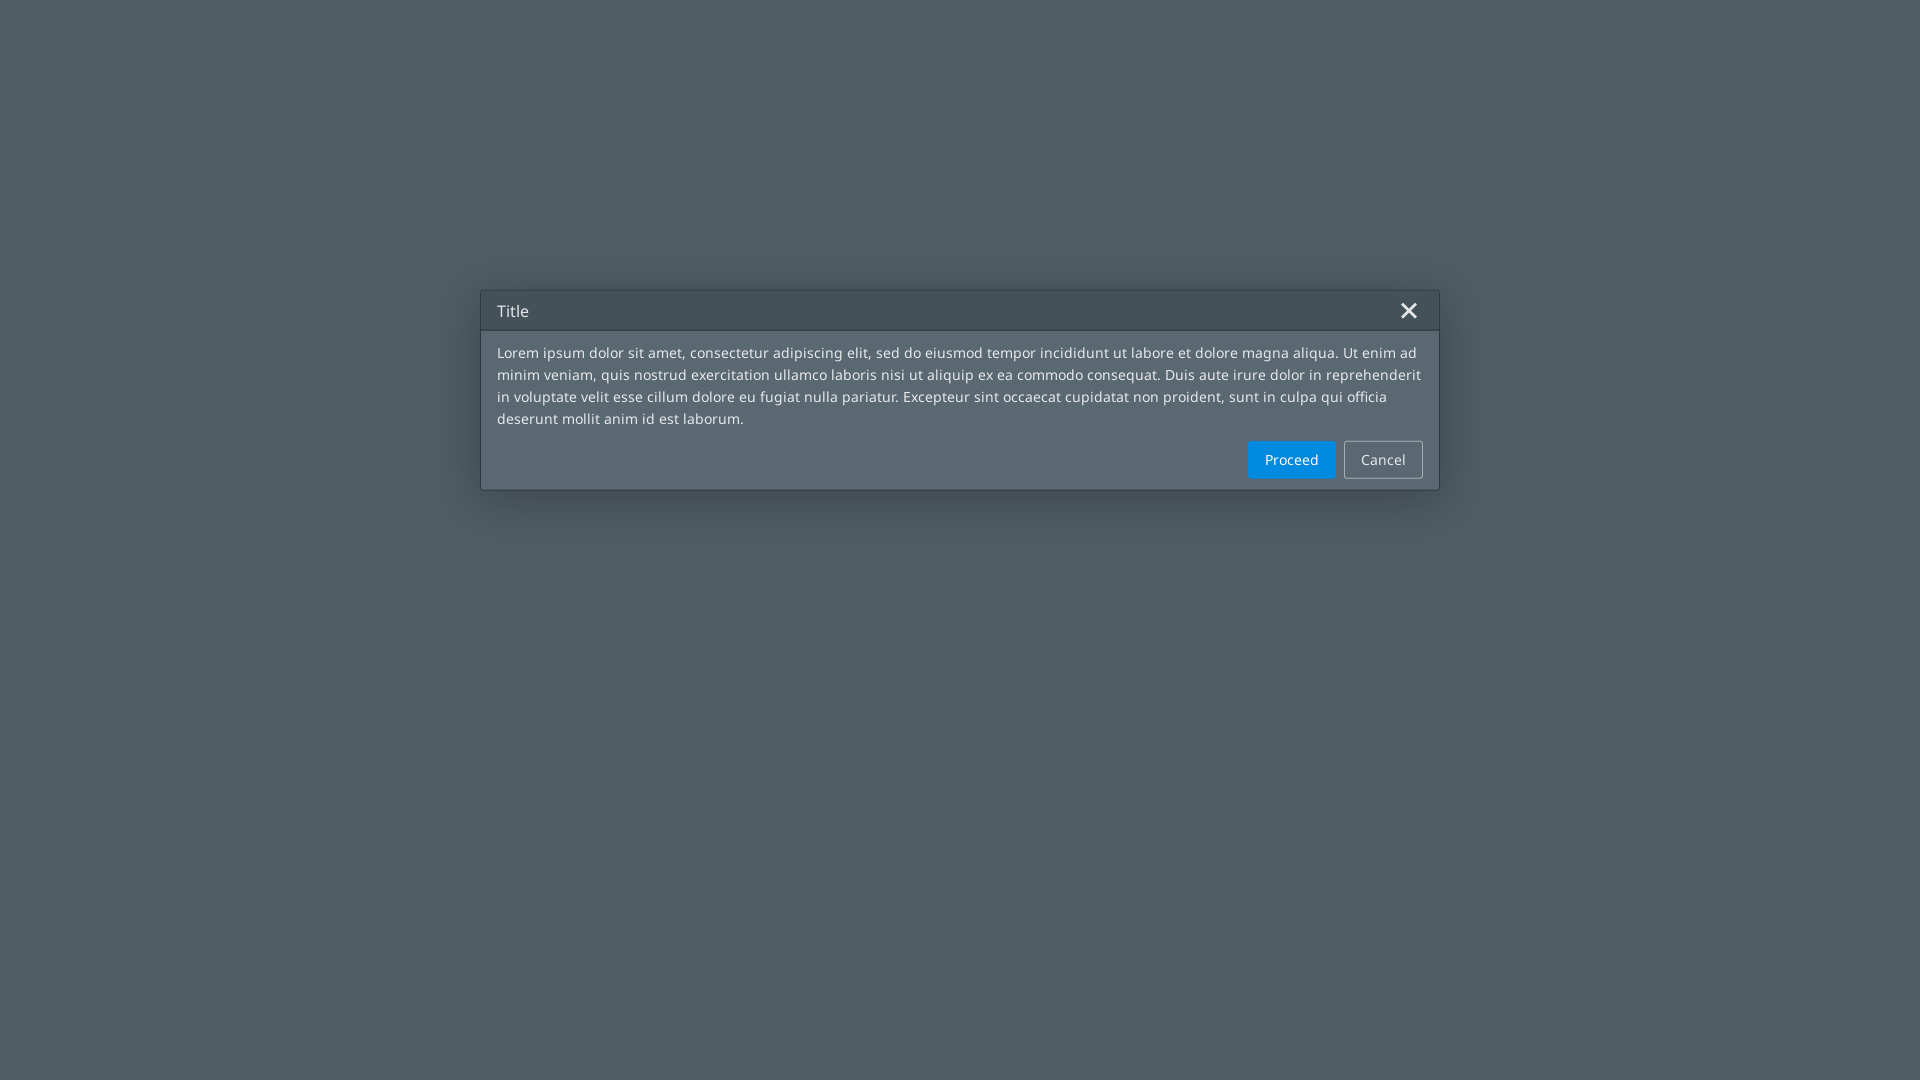 Title
Lorem ipsum dolor sit amet, consectetur adipiscing elit, sed do eiusmod tempor incididunt ut labore et dolore magna aliqua. Ut enim ad
minim veniam, quis nostrud exercitation ullamco laboris nisi ut aliquip ex ea commodo consequat. Duis aute irure dolor in reprehenderit
in voluptate velit esse cillum dolore eu fugiat nulla pariatur. Excepteur sint occaecat cupidatat non proident, sunt in culpa qui officia
deserunt mollit anim id est laborum.
Proceed Cancel